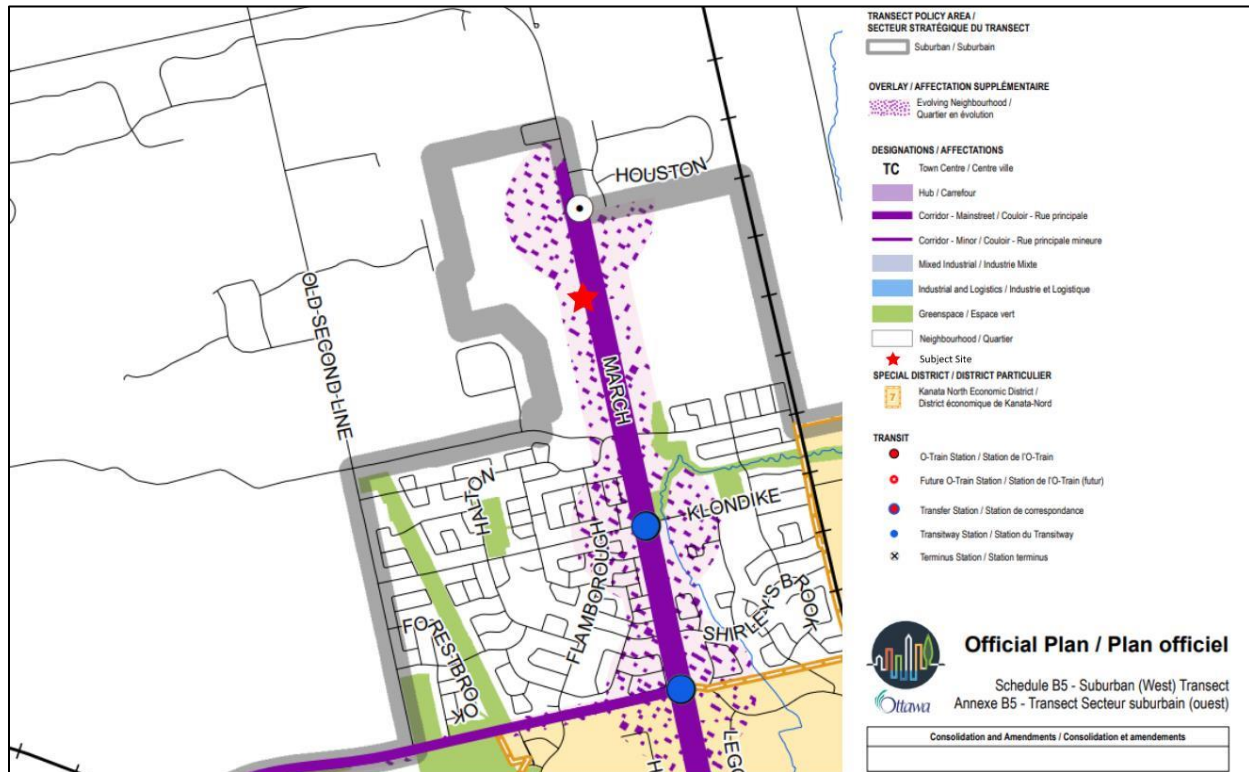 HOUSTON
OLD SECOND LINE
MARCH
HALTON
KLONDIKE
FLAMBOROUGH
SHIRLEY'S BROOK
FORESTBROOK
LEGG
H
TRANSECT POLICY AREA /
SECTEUR STRATÉGIQUE DU TRANSECT
Suburban / Suburbain
OVERLAY / AFFECTATION SUPPLÉMENTAIRE
Evolving Neighbourhood /
Quartier en évolution
DESIGNATIONS / AFFECTATIONS
TC Town Centre / Centre ville
Hub / Carrefour
Corridor - Mainstreet / Couloir - Rue principale
Corridor - Minor / Couloir - Rue principale mineure
Mixed Industrial / Industrie Mixte
Industrial and Logistics / Industrie et Logistique
Greenspace / Espace vert
Neighbourhood / Quartier
Subject Site
SPECIAL DISTRICT / DISTRICT PARTICULIER
7 Kanata North Economic District /
District économique de Kanata-Nord
TRANSIT
O-Train Station / Station de l'O-Train
Future O-Train Station / Station de l'O-Train (futur)
Transfer Station / Station de correspondance
Transitway Station / Station du Transitway
Terminus Station / Station terminus
Ottawa
Official Plan / Plan officiel
Schedule B5 - Suburban (West) Transect
Annexe B5 - Transect Secteur suburbain (ouest)
Consolidation and Amendments / Consolidation et amendements